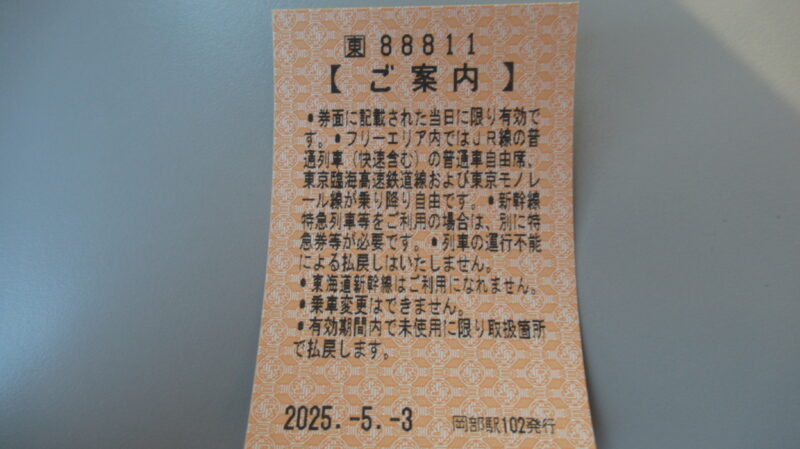 東 88811
【ご案内】
•券面に記載された当日に限り有効で
す。•フリーエリア内ではJR線の普
通列車(快速含む)の普通車自由席、
東京臨海高速鉄道線および東京モノレ
ール線が乗り降り自由です。•新幹線
特急列車等をご利用の場合は、別に特
急券等が必要です。•列車の運行不能
による払戻しはいたしません。
•東海道新幹線はご利用になれません。
•乗車変更はできません。
•有効期間内で未使用に限り取扱箇所
で払戻します。
2025.-5.-3 岡部駅102発行